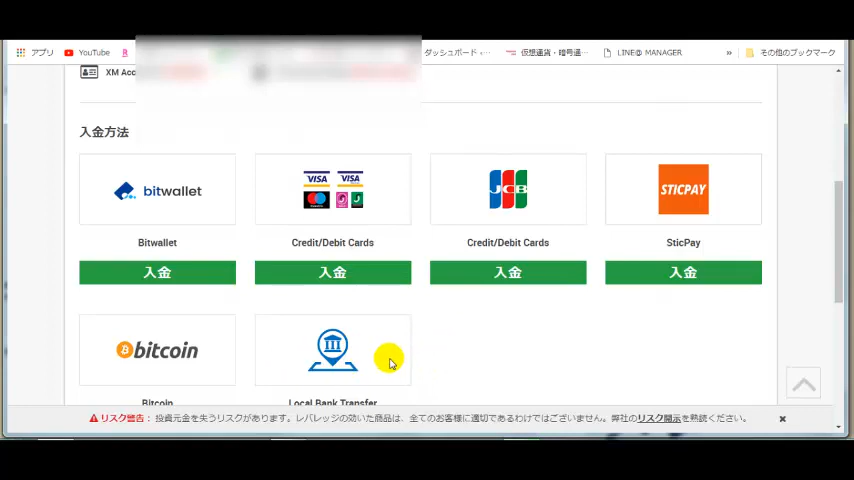 アプリ YouTube ダッシュボード 仮想通貨・暗号通 LINE@ MANAGER » その他のブックマーク
XM Acc
入金方法
bitwallet VISA VISA JCB STICPAY
Bitwallet Credit/Debit Cards Credit/Debit Cards SticPay
入金 入金 入金 入金
bitcoin
Bitcoin Local Bank Transfer
リスク警告： 投資元金を失うリスクがあります。レバレッジの効いた商品は、全てのお客様に適切であるわけではございません。弊社のリスク開示を熟読ください。